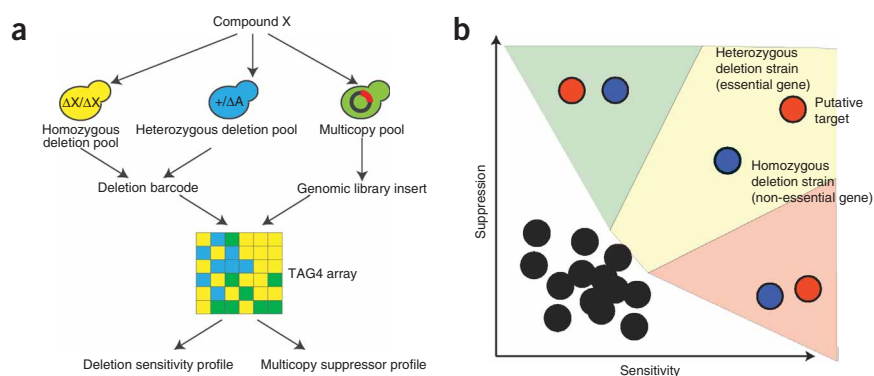 a
Compound X
ΔX/ΔX
+/ΔA
Homozygous
deletion pool
Heterozygous deletion pool
Multicopy pool
Deletion barcode
Genomic library insert
TAG4 array
Deletion sensitivity profile
Multicopy suppressor profile
b
Suppression
Heterozygous
deletion strain
(essential gene)
Putative
target
Homozygous
deletion strain
(non-essential gene)
Sensitivity